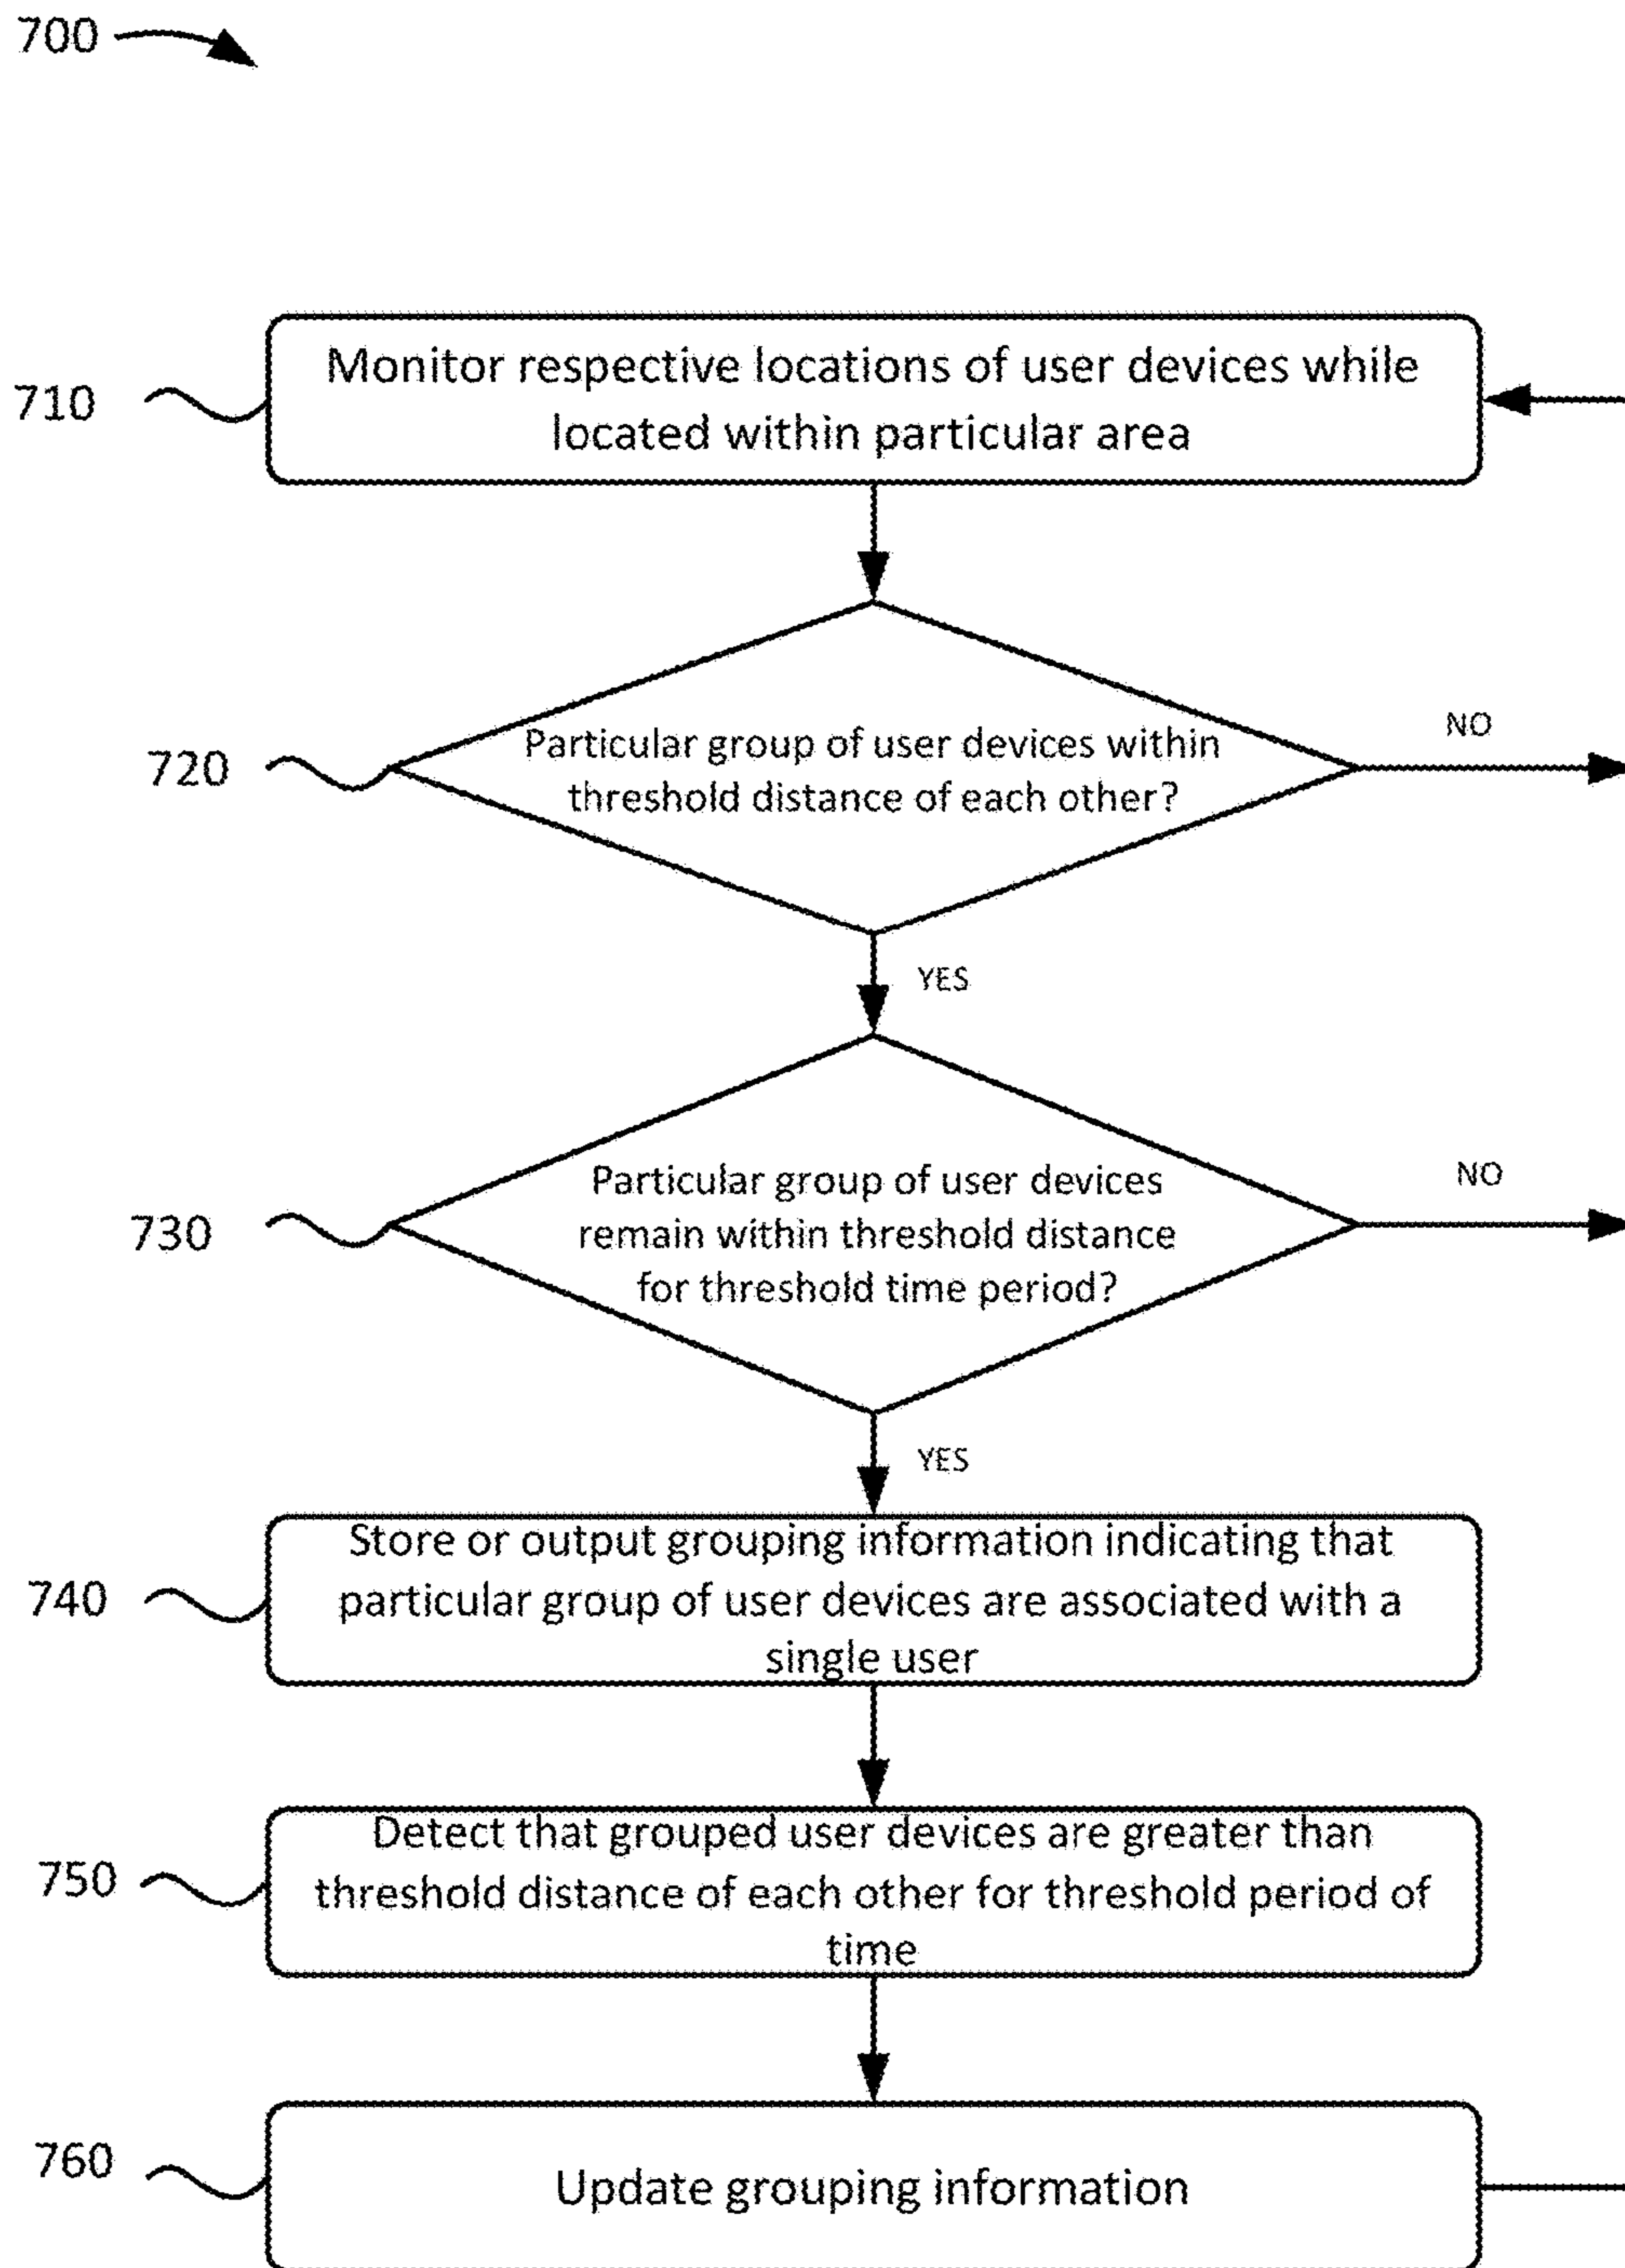 700
710
Monitor respective locations of user devices while
located within particular area
720
Particular group of user devices within
threshold distance of each other?
NO
YES
730
Particular group of user devices
remain within threshold distance
for threshold time period?
NO
YES
740
Store or output grouping information indicating that
particular group of user devices are associated with a
single user
750
Detect that grouped user devices are greater than
threshold distance of each other for threshold period of
time
760
Update grouping information